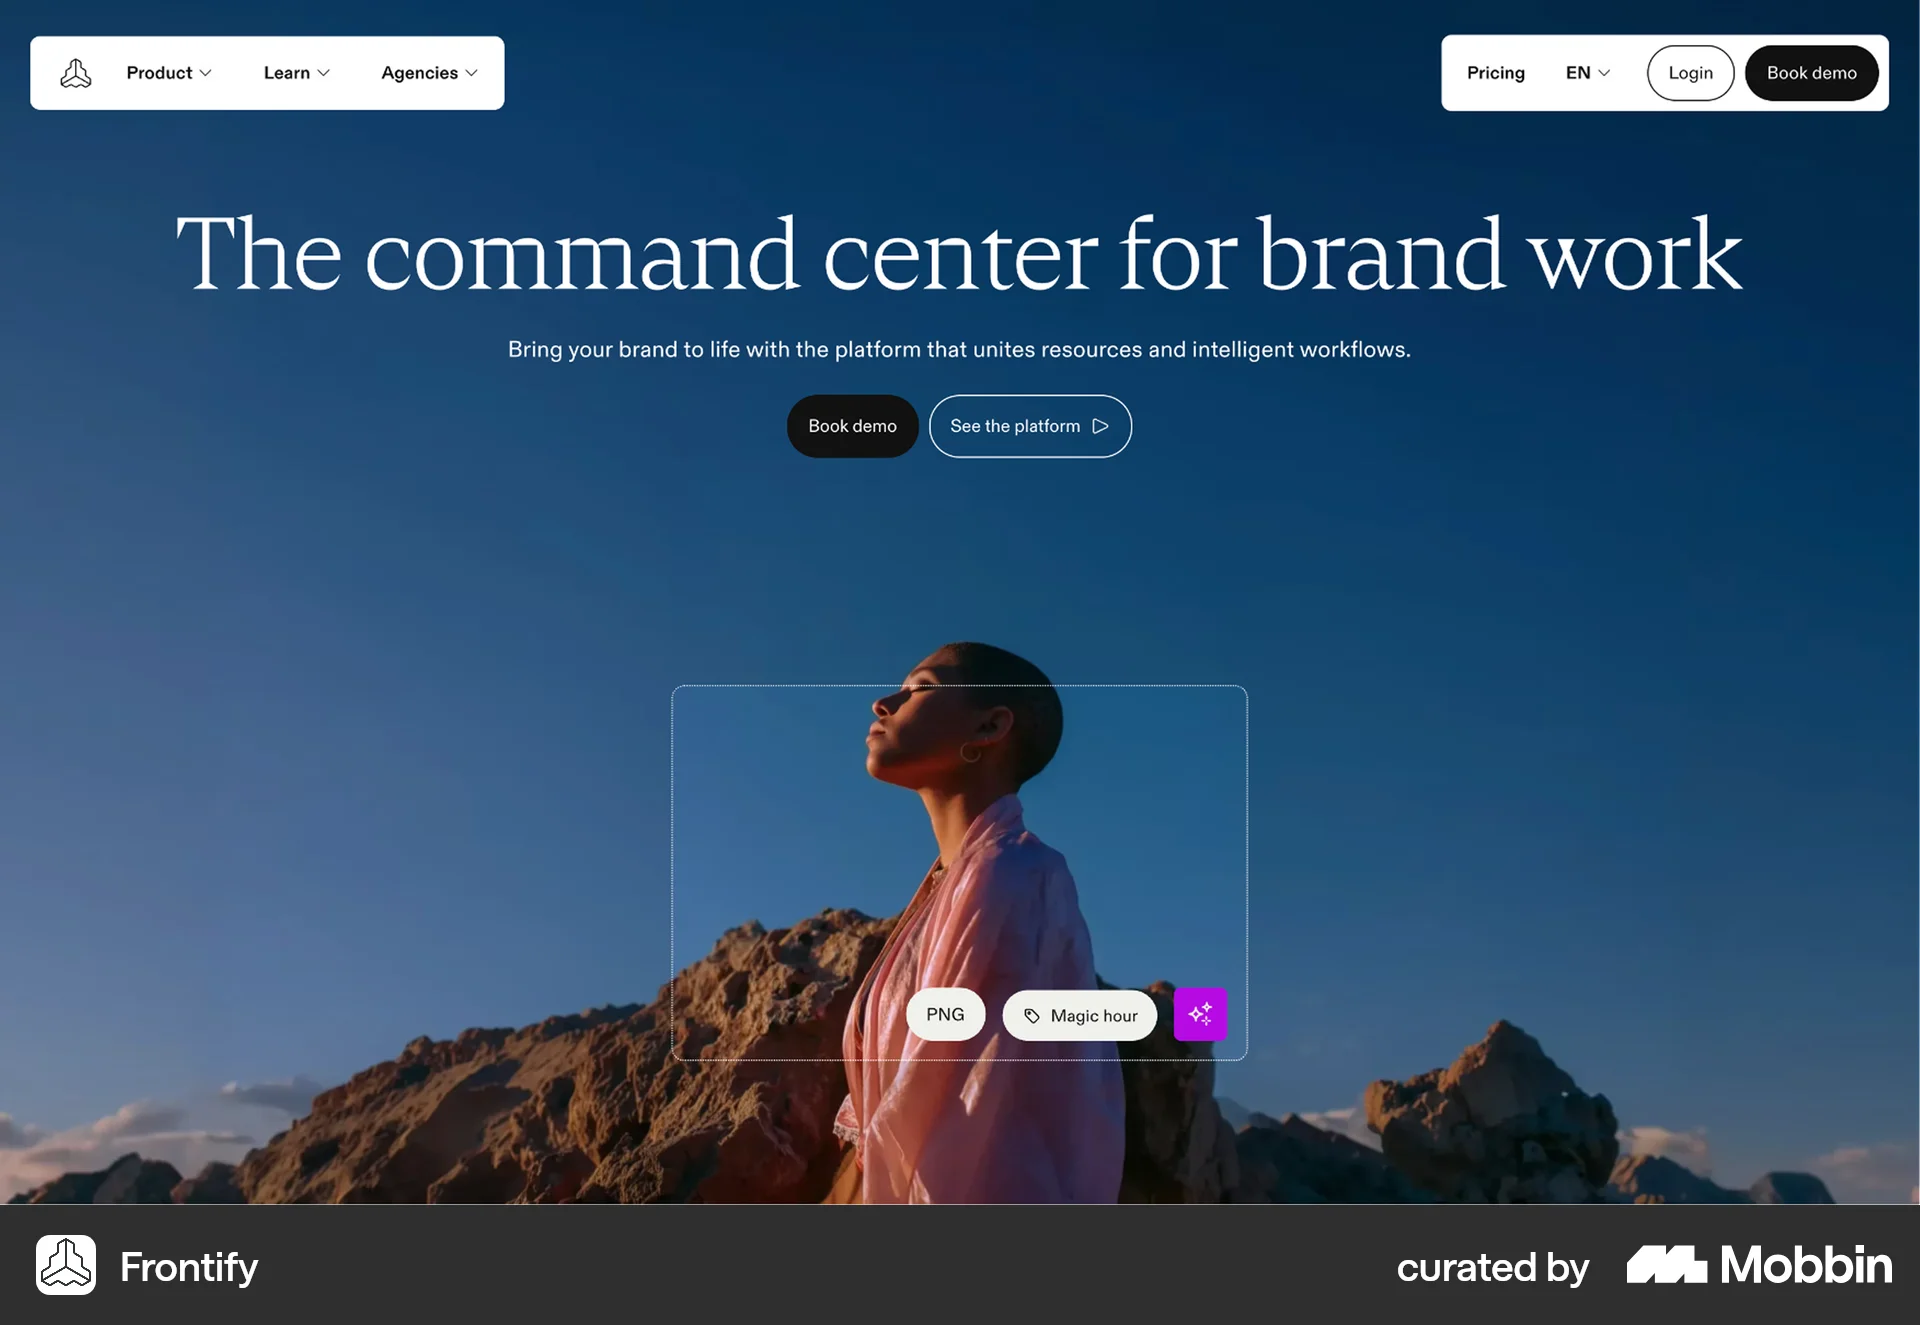 Product Learn Agencies
Pricing EN Login Book demo
The command center for brand work
Bring your brand to life with the platform that unites resources and intelligent workflows.
Book demo See the platform
PNG Magic hour
Frontify
curated by Mobbin